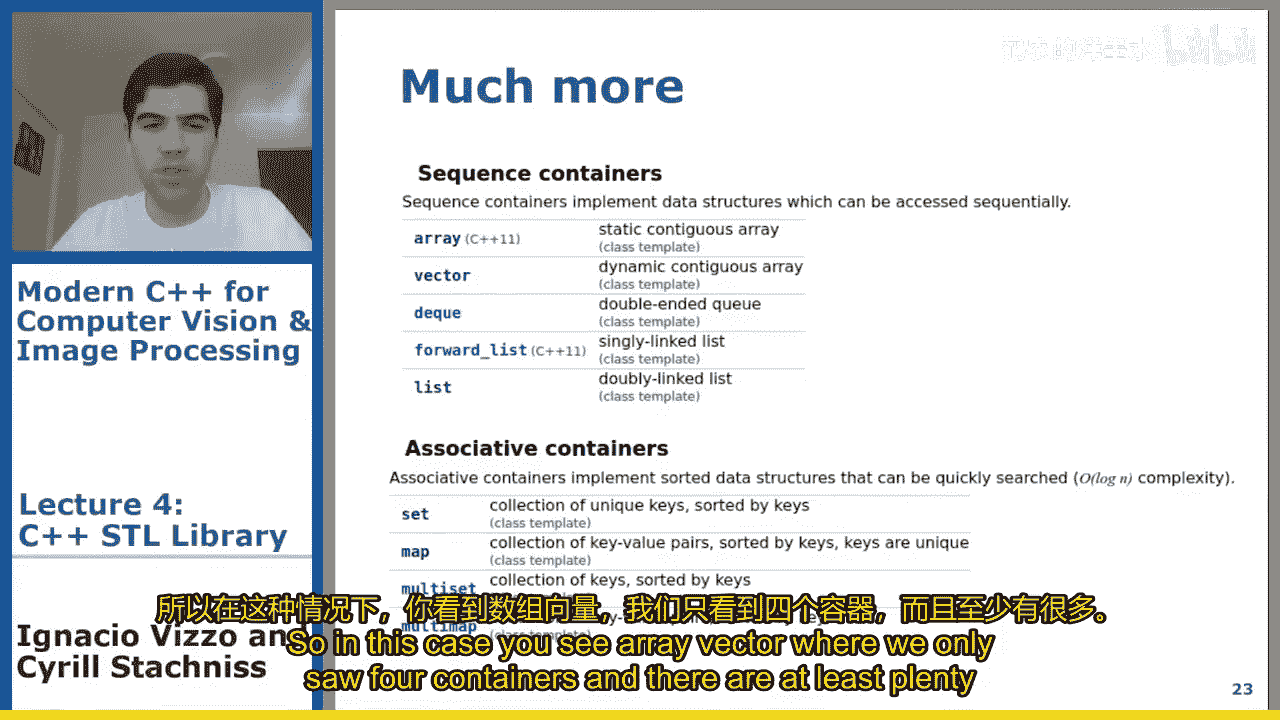 Much more
Sequence containers
Sequence containers implement data structures which can be accessed sequentially.
array (C++11) static contiguous array
(class template)
vector dynamic contiguous array
(class template)
deque double-ended queue
(class template)
forward_list (C++11) singly-linked list
(class template)
list doubly-linked list
(class template)
Associative containers
Associative containers implement sorted data structures that can be quickly searched (O(log n) complexity).
set collection of unique keys, sorted by keys
(class template)
map collection of key-value pairs, sorted by keys, keys are unique
(class template)
multiset collection of keys, sorted by keys
multimap
23
Modern C++ for
Computer Vision &
Image Processing
Lecture 4:
C++ STL Library
Ignacio Vizzo an
Cyrill Stachniss
所以在这种情况下，你看到数组向量，我们只看到四个容器，而且至少有很多。
So in this case you see array vector where we only
saw four containers and there are at least plenty